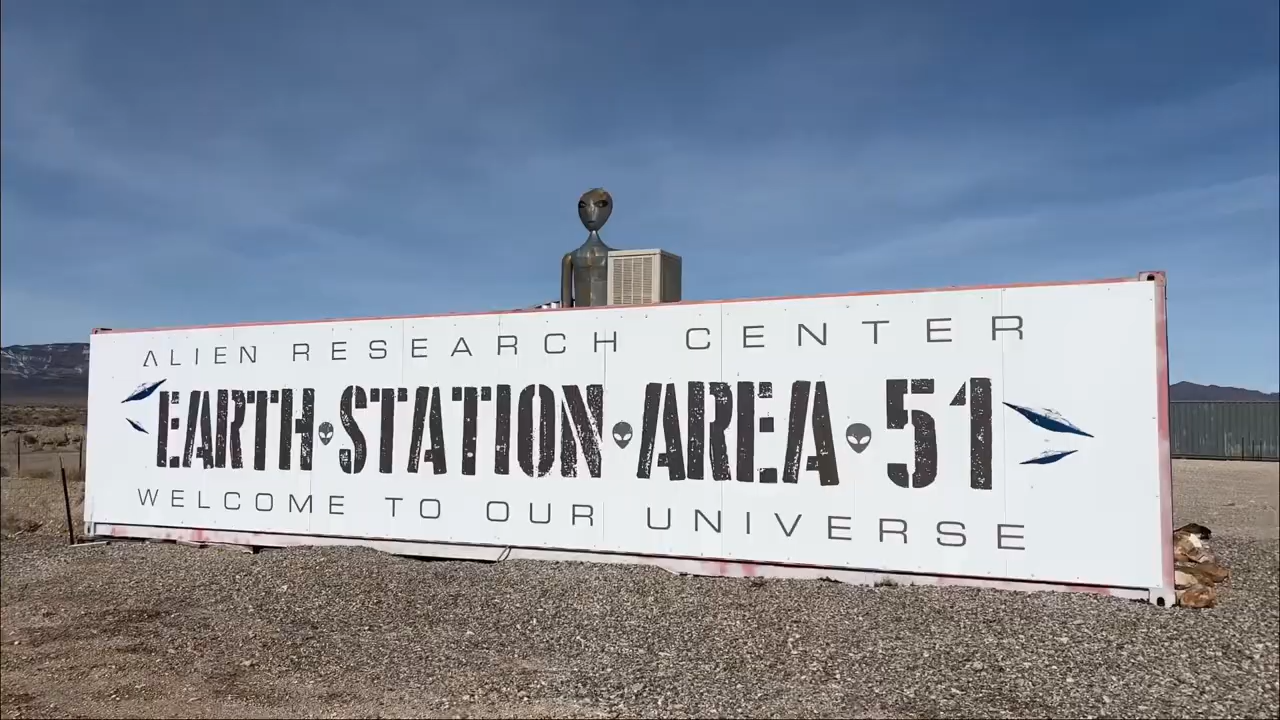 ALIEN RESEARCH CENTER
EARTH STATION AREA 51
WELCOME TO OUR UNIVERSE